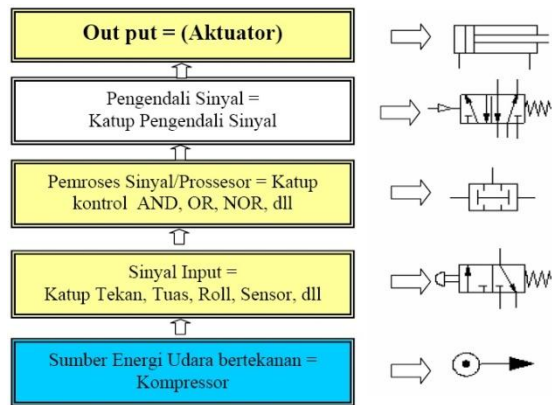 Out put = (Aktuator)
Pengendali Sinyal =
Katup Pengendali Sinyal
Pemroses Sinyal/Prossesor = Katup
kontrol AND, OR, NOR, dll
Sinyal Input =
Katup Tekan, Tuas, Roll, Sensor, dll
Sumber Energi Udara bertekanan =
Kompressor